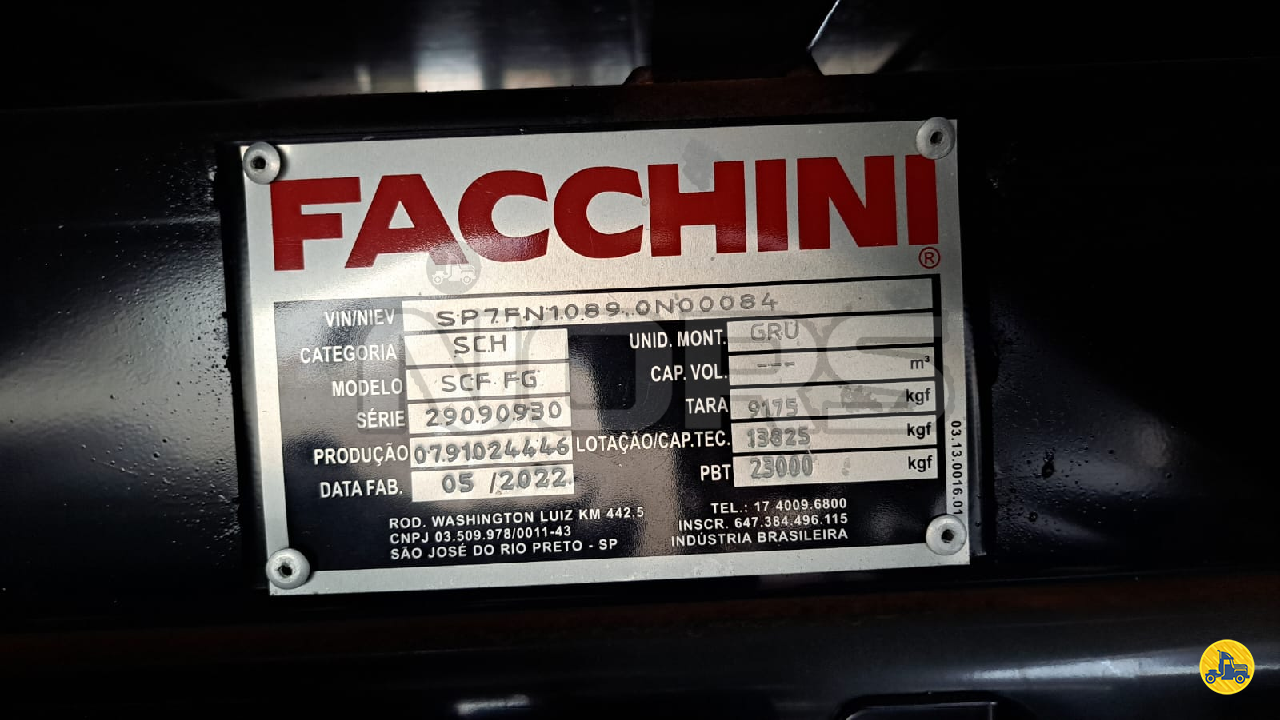 FACCHINI®
VIN/NIEV SP7FN1089.0N00084
CATEGORIA SCH UNID. MONT. GRU
MODELO SCF FG CAP. VOL. --- m³
SÉRIE 29090930 TARA 9175 kgf
PRODUÇÃO 0791024446 LOTAÇÃO/CAP.TEC. 13825 kgf
DATA FAB. 05 /2022 PBT 23000 kgf
03.13.0016.01
ROD. WASHINGTON LUIZ KM 442.5 TEL.: 17 4009.6800
CNPJ 03.509.978/0011-43 INSCR. 647.384.496.115
SÃO JOSÉ DO RIO PRETO - SP INDÚSTRIA BRASILEIRA